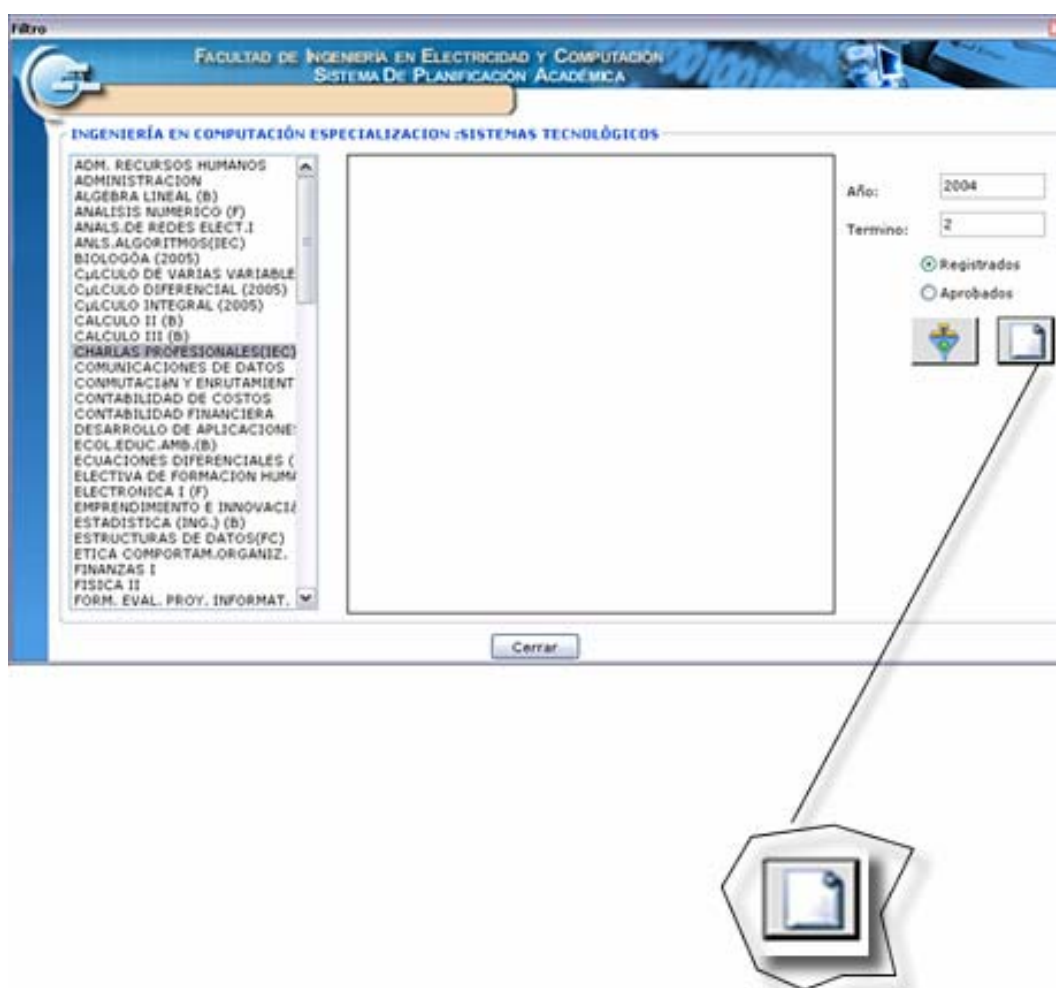 Filtro
FACULTAD DE INGENIERÍA EN ELECTRICIDAD Y COMPUTACIÓN
SISTEMA DE PLANIFICACIÓN ACADÉMICA
INGENIERÍA EN COMPUTACIÓN ESPECIALIZACION :SISTEMAS TECNOLÓGICOS
ADM. RECURSOS HUMANOS
ADMINISTRACION
ALGEBRA LINEAL (B)
ANALISIS NUMERICO (F)
ANALS.DE REDES ELECT.I
ANLS.ALGORITMOS(IEC)
BIOLOGÓA (2005)
CµLCULO DE VARIAS VARIABLE
CµLCULO DIFERENCIAL (2005)
CµLCULO INTEGRAL (2005)
CALCULO II (B)
CALCULO III (B)
CHARLAS PROFESIONALES(IEC)
COMUNICACIONES DE DATOS
CONMUTACIàN Y ENRUTAMIENT
CONTABILIDAD DE COSTOS
CONTABILIDAD FINANCIERA
DESARROLLO DE APLICACIONE
ECOL.EDUC.AMB.(B)
ECUACIONES DIFERENCIALES (
ELECTIVA DE FORMACION HUMA
ELECTRONICA I (F)
EMPRENDIMIENTO E INNOVACIà
ESTADISTICA (ING.) (B)
ESTRUCTURAS DE DATOS(FC)
ETICA COMPORTAM.ORGANIZ.
FINANZAS I
FISICA II
FORM. EVAL. PROY. INFORMAT.
Año: 2004
Termino: 2
Registrados
Aprobados
Cerrar